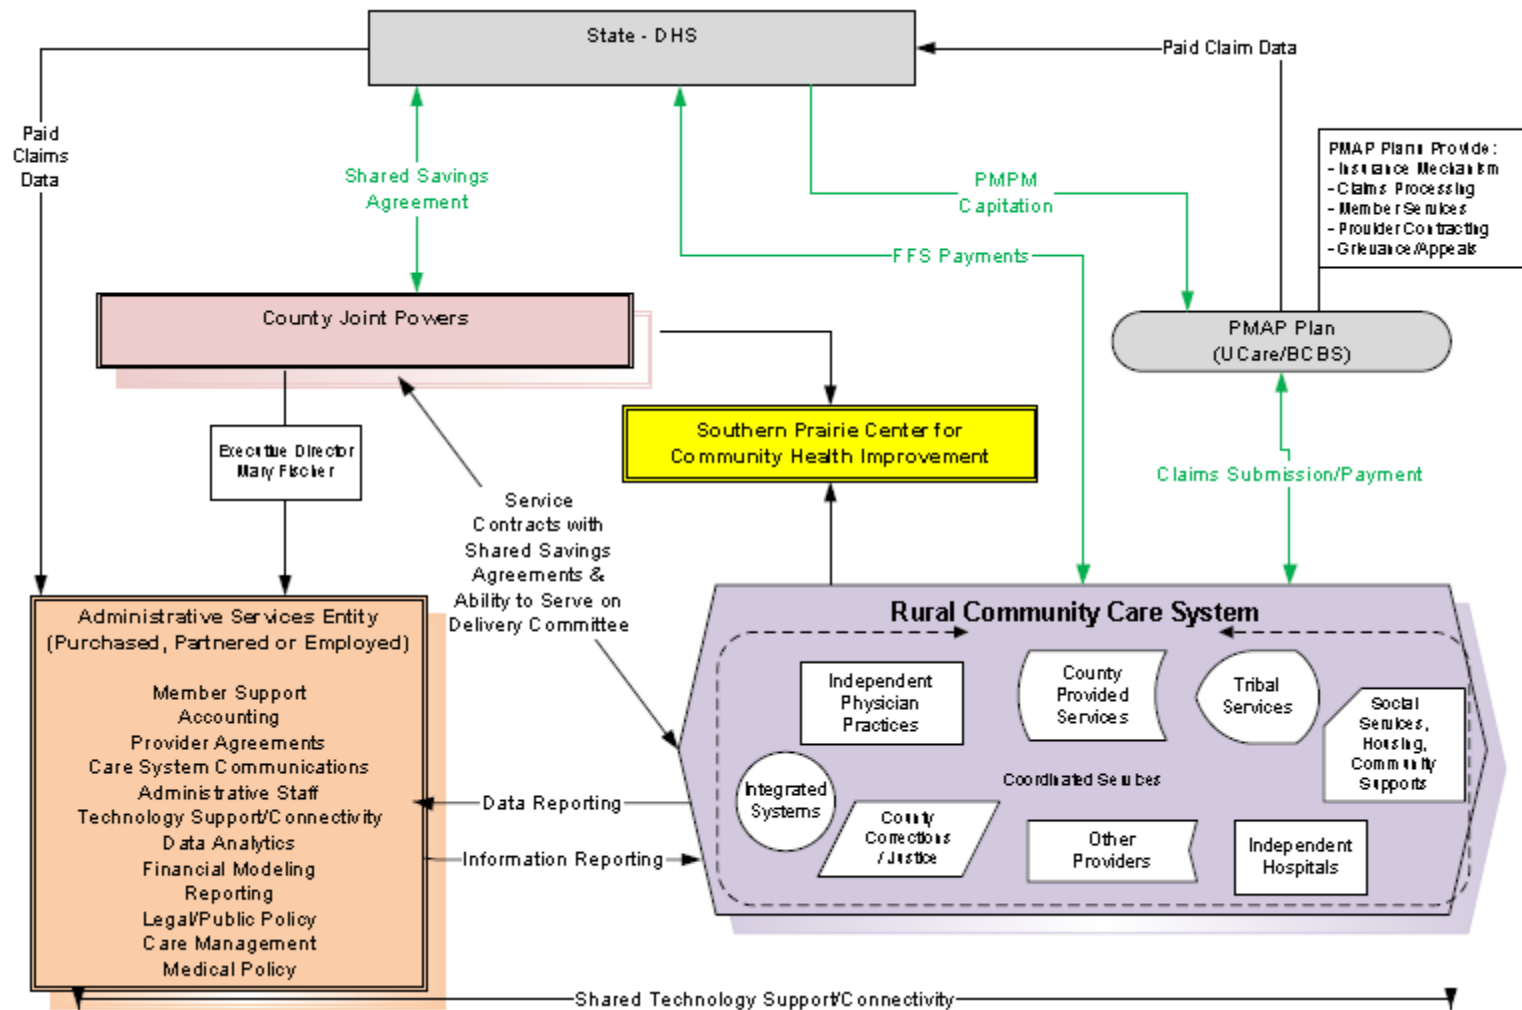 State - DHS
Paid Claim Data
Paid
Claims
Data
Shared Savings
Agreement
PMPM
Capitation
FFS Payments
PMAP Plans Provide:
- Insurance Mechanism
- Claims Processing
- Member Services
- Provider Contracting
- Grievance/Appeals
County Joint Powers
PMAP Plan
(UCare/BCBS)
Executive Director
Mary Fischer
Southern Prairie Center for
Community Health Improvement
Claims Submission/Payment
Service
Contracts with
Shared Savings
Agreements &
Ability to Serve on
Delivery Committee
Administrative Services Entity
(Purchased, Partnered or Employed)
Member Support
Accounting
Provider Agreements
Care System Communications
Administrative Staff
Technology Support/Connectivity
Data Analytics
Financial Modeling
Reporting
Legal/Public Policy
Care Management
Medical Policy
Data Reporting
Information Reporting
Rural Community Care System
Independent
Physician
Practices
County
Provided
Services
Tribal
Services
Social
Services,
Housing,
Community
Supports
Coordinated Services
Integrated
Systems
County
Corrections
/ Justice
Other
Providers
Independent
Hospitals
Shared Technology Support/Connectivity